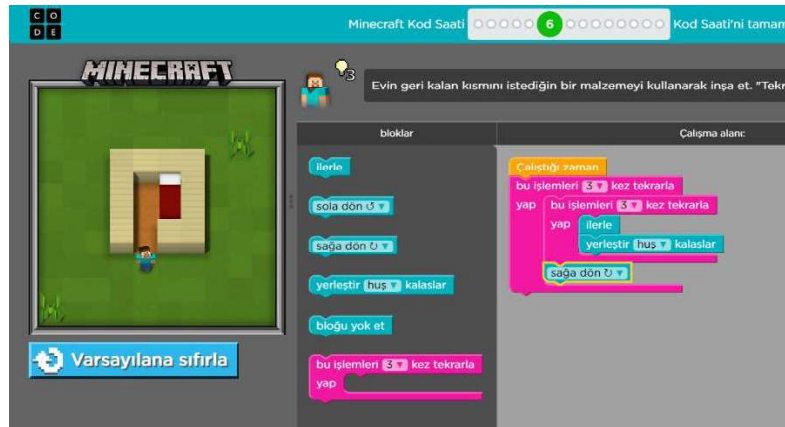 C O
D E
Minecraft Kod Saati
6
Kod Saati'ni tamam
MINECRAFT
3
Evin geri kalan kısmını istediğin bir malzemeyi kullanarak inşa et. "Tekr
bloklar
Çalışma alanı:
ilerle
sola dön ↺ ▼
sağa dön ↻ ▼
yerleştir huş ▼ kalaslar
bloğu yok et
bu işlemleri 3 ▼ kez tekrarla
yap
Çalıştığı zaman
bu işlemleri 3 ▼ kez tekrarla
yap bu işlemleri 3 ▼ kez tekrarla
yap ilerle
yerleştir huş ▼ kalaslar
sağa dön ↻ ▼
Varsayılana sıfırla